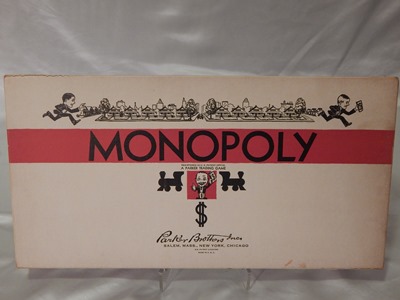 MONOPOLY
A PARKER TRADING GAME
$
Parker Brothers Inc
SALEM, MASS., NEW YORK, CHICAGO